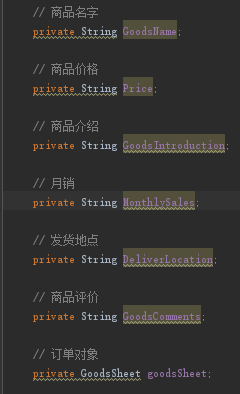 // 商品名字
private String GoodsName;
// 商品价格
private String Price;
// 商品介绍
private String GoodsIntroduction;
// 月销
private String MonthlySales;
// 发货地点
private String DeliverLocation;
// 商品评价
private String GoodsComments;
// 订单对象
private GoodsSheet goodsSheet;